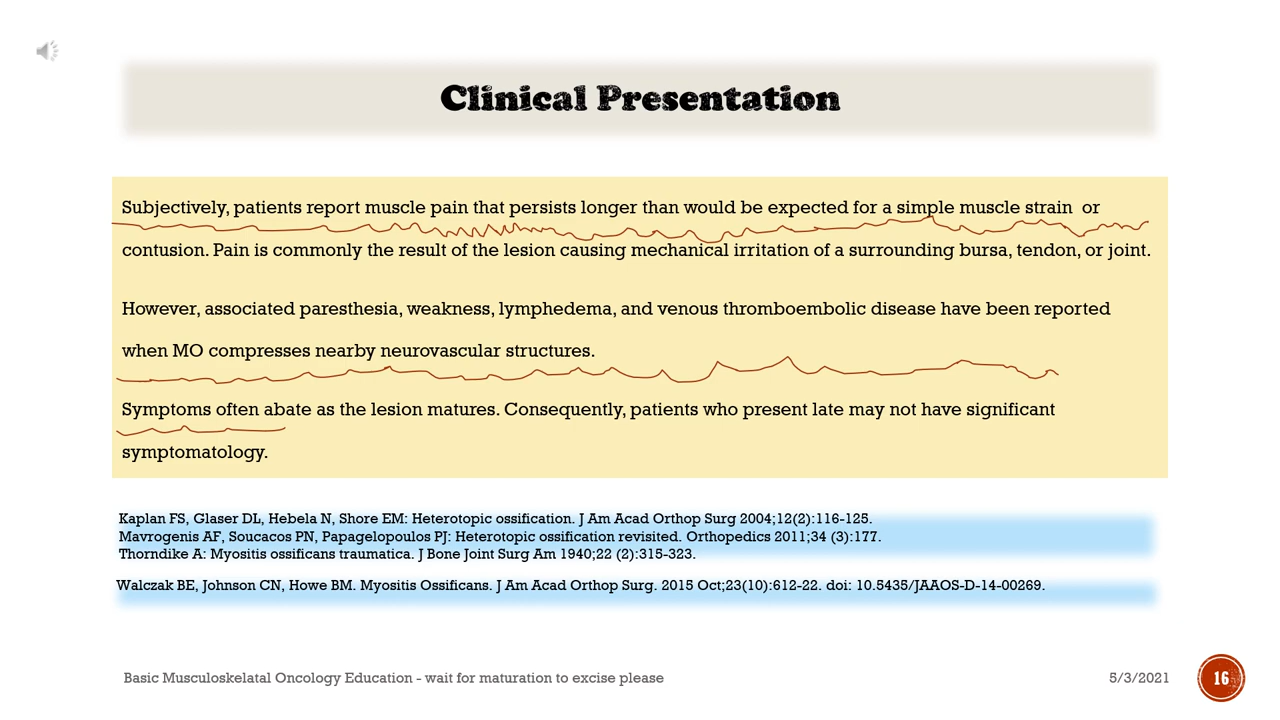 Clinical Presentation
Subjectively, patients report muscle pain that persists longer than would be expected for a simple muscle strain or
contusion. Pain is commonly the result of the lesion causing mechanical irritation of a surrounding bursa, tendon, or joint.
However, associated paresthesia, weakness, lymphedema, and venous thromboembolic disease have been reported
when MO compresses nearby neurovascular structures.
Symptoms often abate as the lesion matures. Consequently, patients who present late may not have significant
symptomatology.
Kaplan FS, Glaser DL, Hebela N, Shore EM: Heterotopic ossification. J Am Acad Orthop Surg 2004;12(2):116-125.
Mavrogenis AF, Soucacos PN, Papagelopoulos PJ: Heterotopic ossification revisited. Orthopedics 2011;34 (3):177.
Thorndike A: Myositis ossificans traumatica. J Bone Joint Surg Am 1940;22 (2):315-323.
Walczak BE, Johnson CN, Howe BM. Myositis Ossificans. J Am Acad Orthop Surg. 2015 Oct;23(10):612-22. doi: 10.5435/JAAOS-D-14-00269.
Basic Musculoskelatal Oncology Education - wait for maturation to excise please
5/3/2021
16